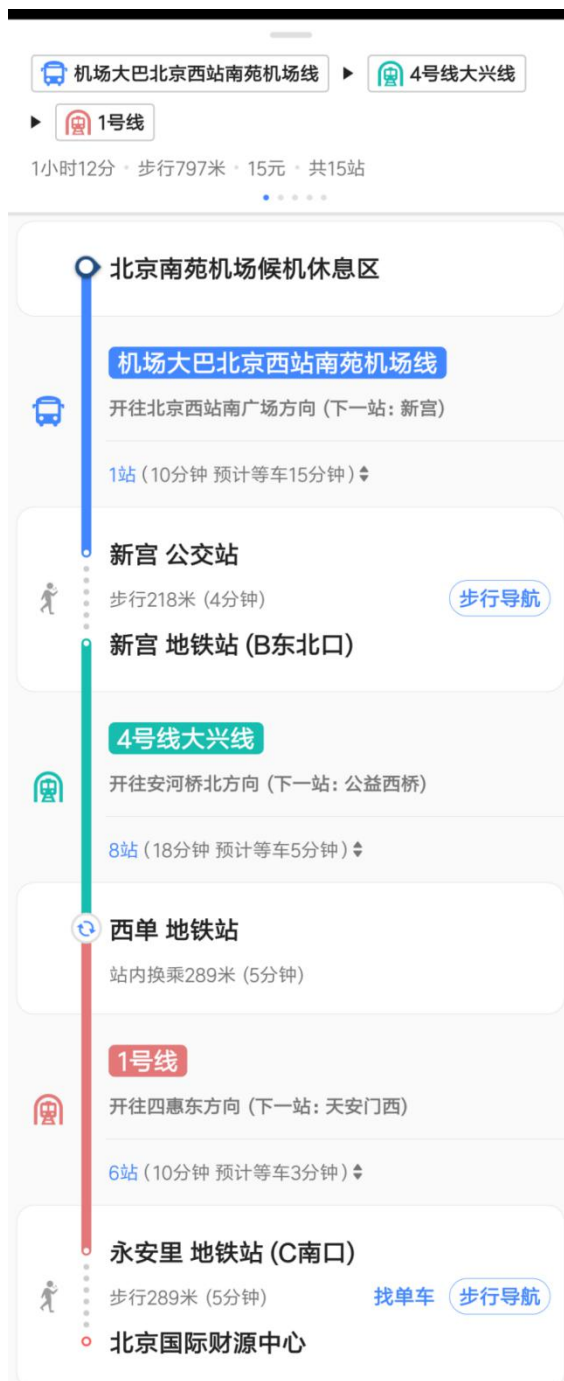 机场大巴北京西站南苑机场线 ▶ 4号线大兴线
▶ 1号线
1小时12分 · 步行797米 · 15元 · 共15站
北京南苑机场候机休息区
机场大巴北京西站南苑机场线
开往北京西站南广场方向 (下一站: 新宫)
1站 (10分钟 预计等车15分钟)
新宫 公交站
步行218米 (4分钟) 步行导航
新宫 地铁站 (B东北口)
4号线大兴线
开往安河桥北方向 (下一站: 公益西桥)
8站 (18分钟 预计等车5分钟)
西单 地铁站
站内换乘289米 (5分钟)
1号线
开往四惠东方向 (下一站: 天安门西)
6站 (10分钟 预计等车3分钟)
永安里 地铁站 (C南口)
步行289米 (5分钟) 找单车 步行导航
北京国际财源中心